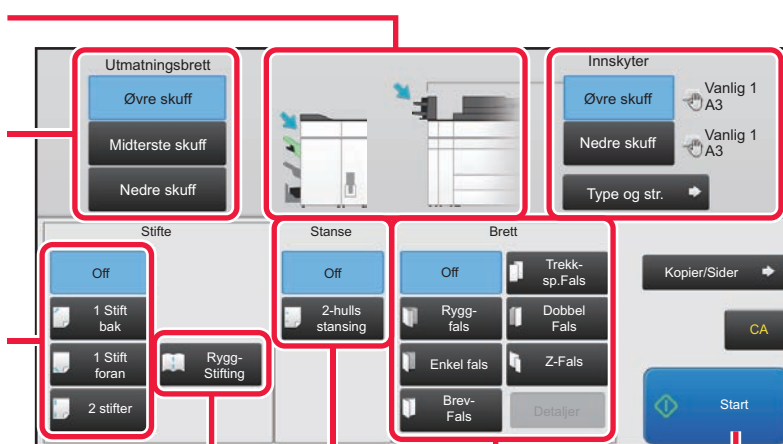 Utmatningsbrett
Øvre skuff
Midterste skuff
Nedre skuff
Innskyter
Øvre skuff
Vanlig 1
A3
Nedre skuff
Vanlig 1
A3
Type og str.
Stifte
Off
1 Stift
bak
1 Stift
foran
2 stifter
Rygg-
Stifting
Stanse
Off
2-hulls
stansing
Brett
Off
Trekk-
sp.Fals
Rygg-
fals
Dobbel
Fals
Enkel fals
Z-Fals
Brev-
Fals
Detaljer
Kopier/Sider
CA
Start